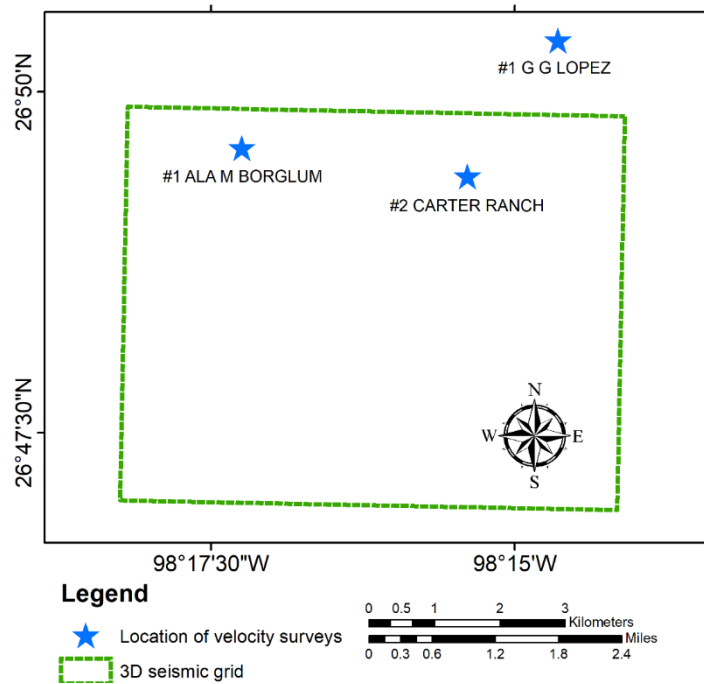 #1 G G LOPEZ
26°50'N
#1 ALA M BORGLUM
#2 CARTER RANCH
N
W E
S
26°47'30"N
98°17'30"W 98°15'W
Legend
Location of velocity surveys
3D seismic grid
0 0.5 1 2 3
Kilometers
Miles
0 0.3 0.6 1.2 1.8 2.4